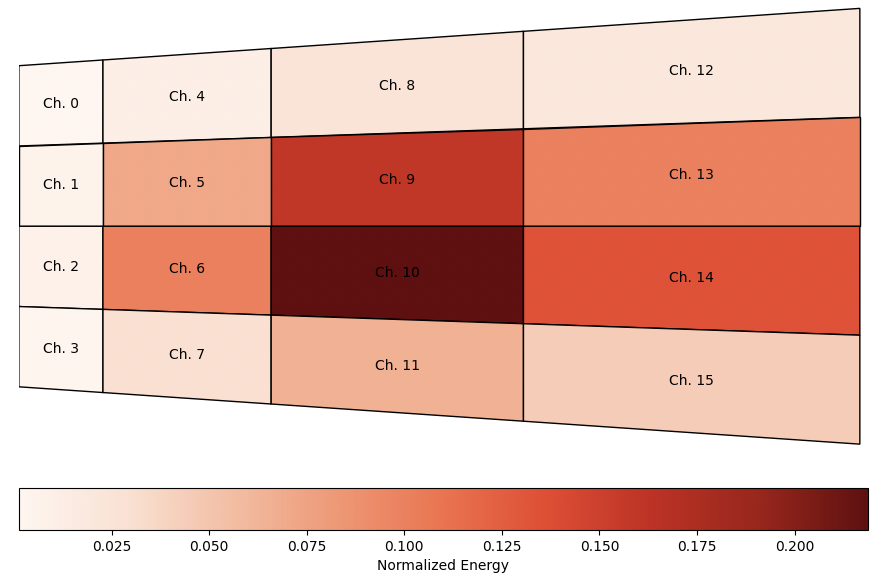 Ch. 0
Ch. 4
Ch. 8
Ch. 12
Ch. 1
Ch. 5
Ch. 9
Ch. 13
Ch. 2
Ch. 6
Ch. 10
Ch. 14
Ch. 3
Ch. 7
Ch. 11
Ch. 15
0.025 0.050 0.075 0.100 0.125 0.150 0.175 0.200
Normalized Energy